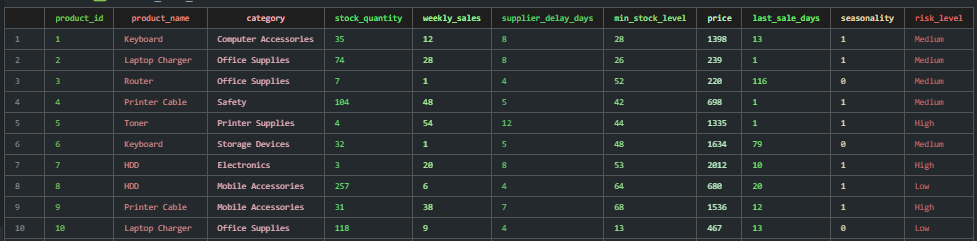 product_id product_name category stock_quantity weekly_sales supplier_delay_days min_stock_level price last_sale_days seasonality risk_level
1 1 Keyboard Computer Accessories 35 12 8 28 1398 13 1 Medium
2 2 Laptop Charger Office Supplies 74 28 8 26 239 1 1 Medium
3 3 Router Office Supplies 7 1 4 52 220 116 0 Medium
4 4 Printer Cable Safety 104 48 5 42 698 1 1 Medium
5 5 Toner Printer Supplies 4 54 12 44 1335 1 1 High
6 6 Keyboard Storage Devices 32 1 5 48 1634 79 0 Medium
7 7 HDD Electronics 3 20 8 53 2012 10 1 High
8 8 HDD Mobile Accessories 257 6 4 64 680 20 1 Low
9 9 Printer Cable Mobile Accessories 31 38 7 68 1536 12 1 High
10 10 Laptop Charger Office Supplies 118 9 4 13 467 13 0 Low